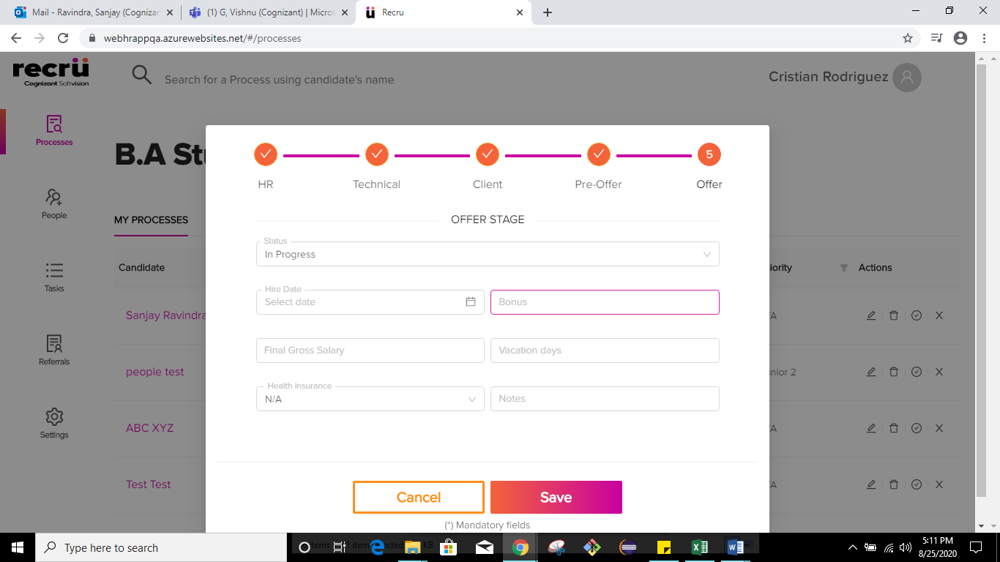 Mail - Ravindra, Sanjay (Cognizan
(1) G, Vishnu (Cognizant) | Micros
Recru
webhrappqa.azurewebsites.net/#/processes
recrü
Cognizant Softvision
Search for a Process using candidate's name
Cristian Rodriguez
Processes
People
Tasks
Referrals
Settings
B.A Stu
MY PROCESSES
Candidate
iority
Actions
Sanjay Ravindra
/A
people test
unior 2
ABC XYZ
/A
Test Test
/A
5
HR
Technical
Client
Pre-Offer
Offer
OFFER STAGE
Status
In Progress
Hire Date
Select date
Bonus
Final Gross Salary
Vacation days
Health insurance
N/A
Notes
Cancel
Save
(*) Mandatory fields
Type here to search
5:11 PM
8/25/2020